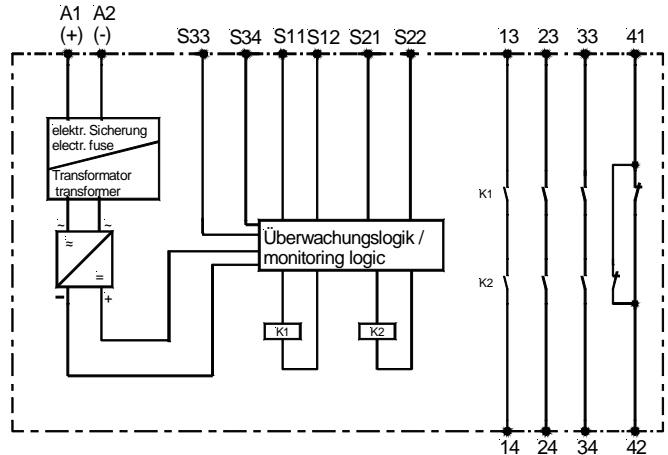 A1 A2
(+) (-) S33 S34 S11 S12 S21 S22 13 23 33 41
elektr. Sicherung
electr. fuse
Transformator
transformer
~ ~
≈
=
- +
Überwachungslogik /
monitoring logic
K1 K2
K1
K2
14 24 34 42